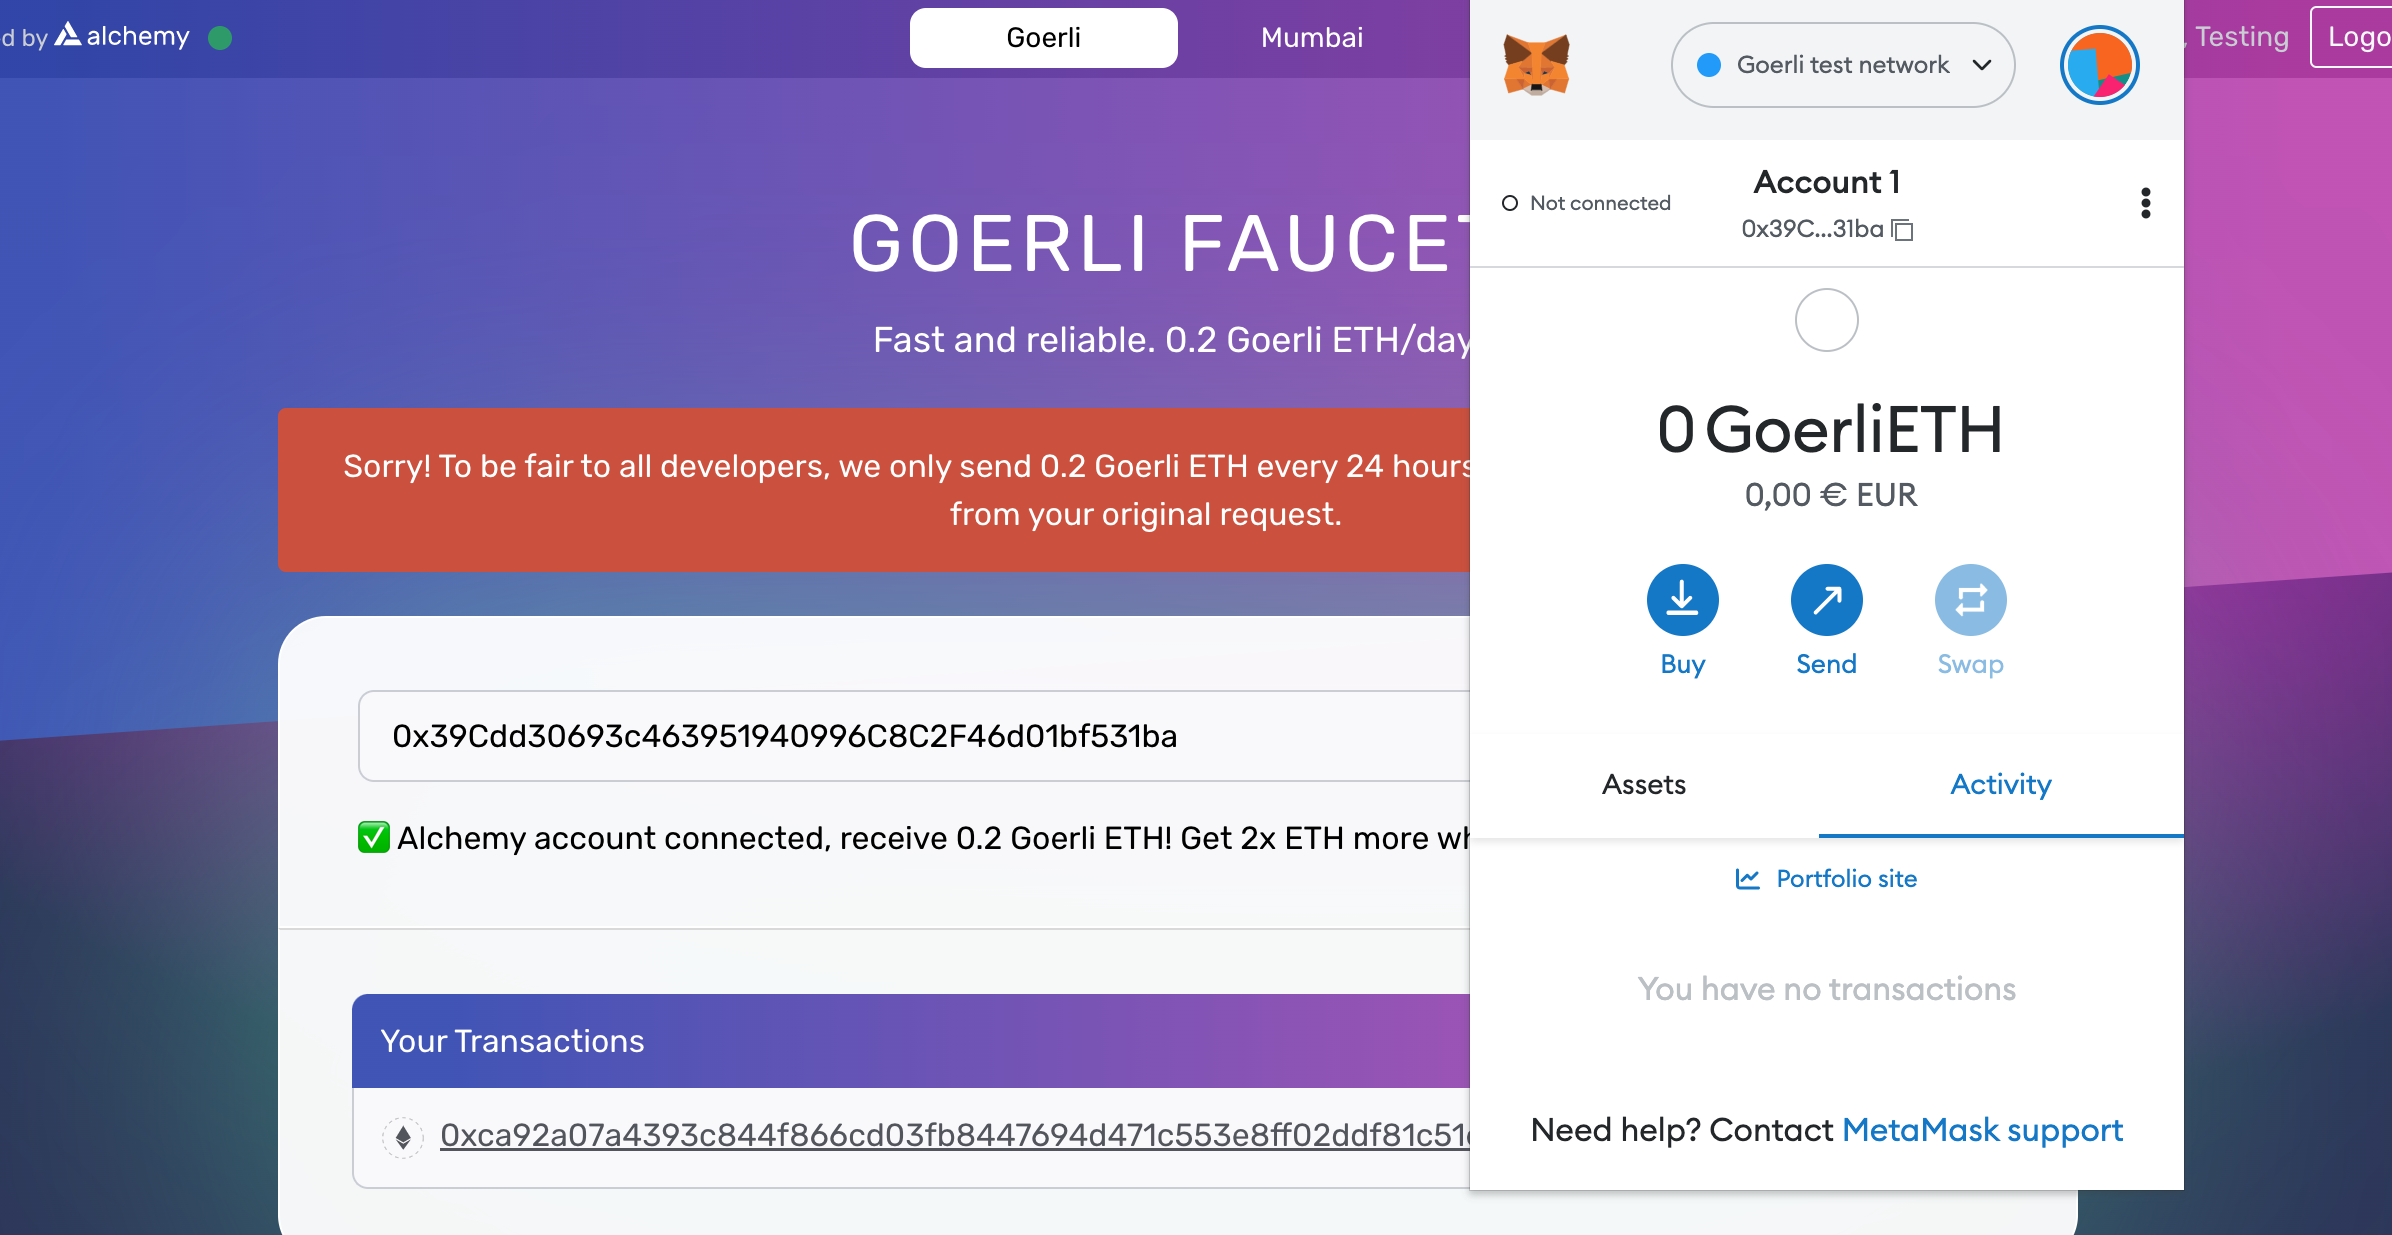 d by alchemy
Goerli
Mumbai
, Testing
Logo
GOERLI FAUCET
Fast and reliable. 0.2 Goerli ETH/day
Sorry! To be fair to all developers, we only send 0.2 Goerli ETH every 24 hours
from your original request.
0x39Cdd30693c463951940996C8C2F46d01bf531ba
✅ Alchemy account connected, receive 0.2 Goerli ETH! Get 2x ETH more wh
Your Transactions
0xca92a07a4393c844f866cd03fb8447694d471c553e8ff02ddf81c51
Goerli test network
Not connected
Account 1
0x39C...31ba
0 GoerliETH
0,00 € EUR
Buy
Send
Swap
Assets
Activity
Portfolio site
You have no transactions
Need help? Contact MetaMask support